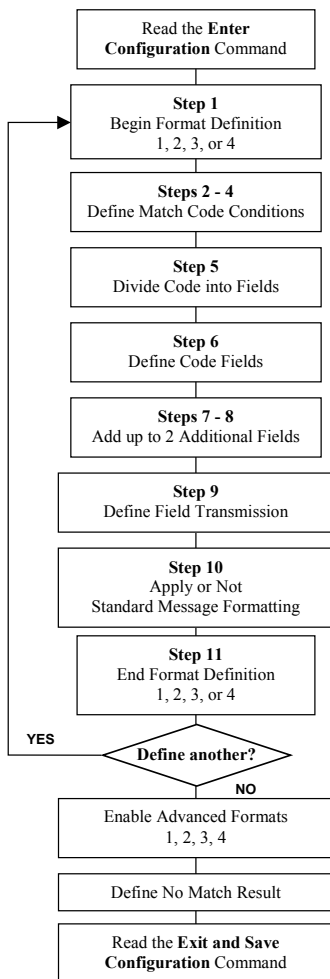 Read the Enter
Configuration Command
Step 1
Begin Format Definition
1, 2, 3, or 4
Steps 2 - 4
Define Match Code Conditions
Step 5
Divide Code into Fields
Step 6
Define Code Fields
Steps 7 - 8
Add up to 2 Additional Fields
Step 9
Define Field Transmission
Step 10
Apply or Not
Standard Message Formatting
Step 11
End Format Definition
1, 2, 3, or 4
YES
Define another?
NO
Enable Advanced Formats
1, 2, 3, 4
Define No Match Result
Read the Exit and Save
Configuration Command